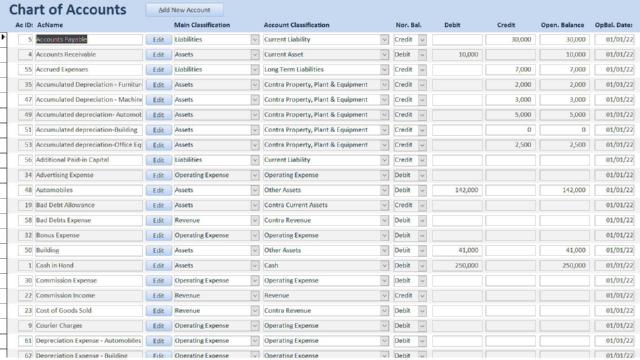 Chart of Accounts Add New Account
Ac ID: AcName Main Classification Account Classification Nor. Bal. Debit Credit Open. Balance OpBal. Date:
5 Accounts Payable Edit Liabilities Current Liability Credit 30,000 30,000 01/01/22
4 Accounts Receivable Edit Assets Current Asset Debit 10,000 10,000 01/01/22
55 Accrued Expenses Edit Liabilities Long Term Liabilities Credit 7,000 7,000 01/01/22
35 Accumulated Depreciation - Furniture Edit Assets Contra Property, Plant & Equipment Credit 2,000 2,000 01/01/22
47 Accumulated Depreciation - Machine Edit Assets Contra Property, Plant & Equipment Credit 3,000 3,000 01/01/22
49 Accumulated depreciation- Automob Edit Assets Contra Property, Plant & Equipment Credit 5,000 5,000 01/01/22
51 Accumulated depreciation-Building Edit Assets Contra Property, Plant & Equipment Credit 0 0 01/01/22
53 Accumulated depreciation-Office Eq Edit Assets Contra Property, Plant & Equipment Credit 2,500 2,500 01/01/22
56 Additional Paid-in Capital Edit Liabilities Current Liability Credit 01/01/22
34 Advertising Expense Edit Operating Expense Operating Expense Debit 01/01/22
48 Automobiles Edit Assets Other Assets Debit 142,000 142,000 01/01/22
19 Bad Debt Allowance Edit Assets Contra Current Assets Credit 01/01/22
58 Bad Debts Expense Edit Revenue Contra Revenue Debit 01/01/22
32 Bonus Expense Edit Operating Expense Operating Expense Debit 01/01/22
50 Building Edit Assets Other Assets Debit 41,000 41,000 01/01/22
1 Cash in Hand Edit Assets Cash Debit 250,000 250,000 01/01/22
30 Commission Expense Edit Operating Expense Operating Expense Debit 01/01/22
22 Commission Income Edit Revenue Revenue Credit 01/01/22
23 Cost of Goods Sold Edit Revenue Contra Revenue Debit 01/01/22
9 Courier Charges Edit Operating Expense Operating Expense Debit 01/01/22
61 Depreciation Expense - Automobiles Edit Operating Expense Operating Expense Debit 01/01/22
62 Depreciation Expense - Building Edit Operating Expense Operating Expense Debit 01/01/22